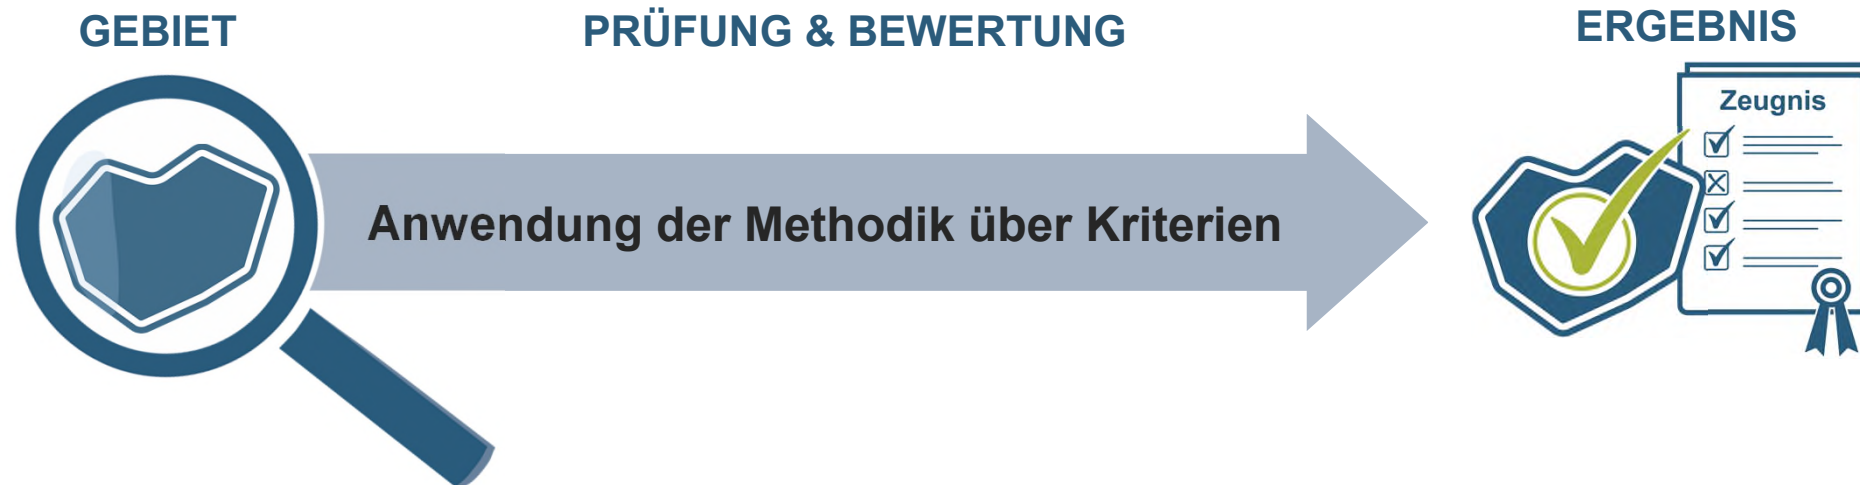 GEBIET
PRÜFUNG & BEWERTUNG
ERGEBNIS
Anwendung der Methodik über Kriterien
Zeugnis